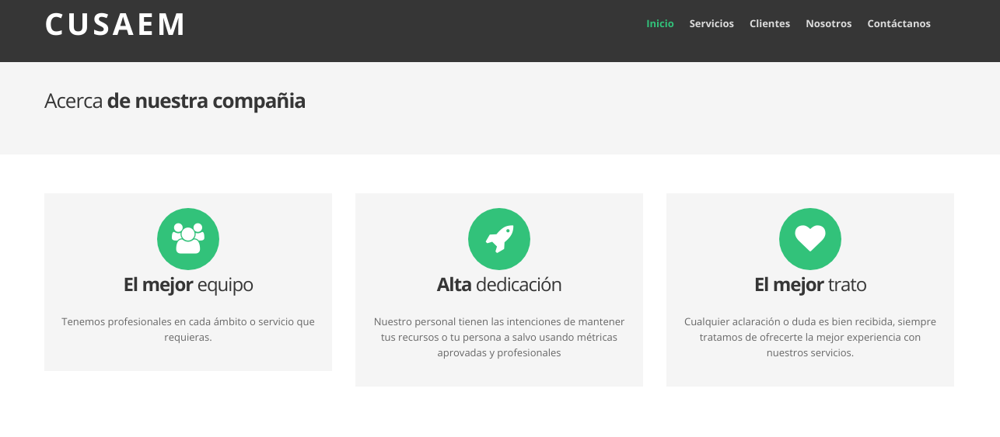 CUSAEM
Inicio Servicios Clientes Nosotros Contáctanos
Acerca de nuestra compañia
El mejor equipo
Tenemos profesionales en cada ámbito o servicio que
requieras.
Alta dedicación
Nuestro personal tienen las intenciones de mantener
tus recursos o tu persona a salvo usando métricas
aprovadas y profesionales
El mejor trato
Cualquier aclaración o duda es bien recibida, siempre
tratamos de ofrecerte la mejor experiencia con
nuestros servicios.